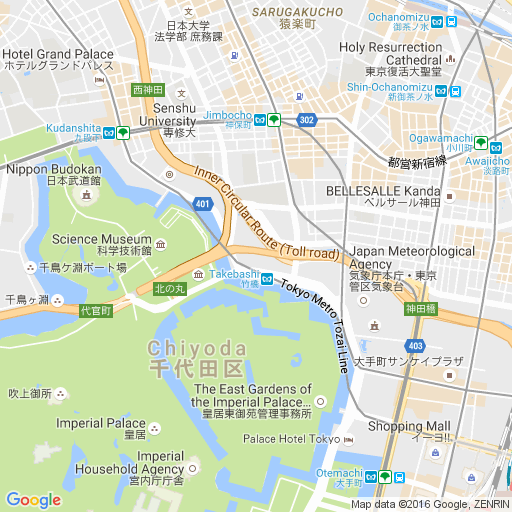 SARUGAKUCHO
猿楽町
Ochanomizu
御茶ノ水
日本大学
法学部 庶務課
Hotel Grand Palace
ホテルグランドパレス
Holy Resurrection
Cathedral
東京復活大聖堂
Shin-Ochanomizu
新御茶ノ水
西神田
Senshu
University
専修大
Jimbocho
神保町
302
Kudanshita
九段下
Ogawamachi
小川町
都営新宿線
Awajicho
淡路町
Nippon Budokan
日本武道館
Inner Circular Route (Toll road)
BELLESALLE Kanda
ベルサール神田
401
Science Museum
科学技術館
Japan Meteorological
Agency
気象庁本庁・東京
管区気象台
千鳥ケ淵ボート場
Takebashi
竹橋
北の丸
Tokyo Metro Tozai Line
千鳥ヶ淵
代官町
神田橋
403
Chiyoda
千代田区
大手町サンケイプラザ
吹上御所
The East Gardens of
the Imperial Palace...
皇居東御苑管理事務所
Imperial Palace
皇居
Shopping Mall
イーヨ!!
Palace Hotel Tokyo
Imperial
Household Agency
宮内庁庁舎
Otemachi
大手町
Google
Map data ©2016 Google, ZENRIN